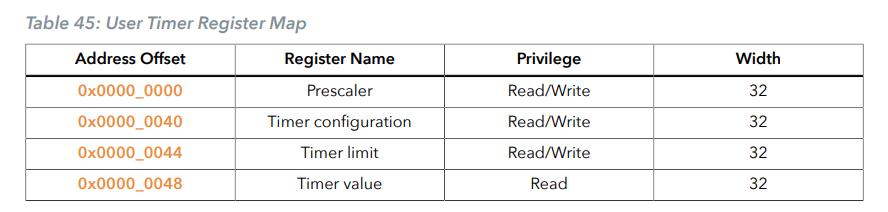 Table 45: User Timer Register Map
Address Offset Register Name Privilege Width
0x0000_0000 Prescaler Read/Write 32
0x0000_0040 Timer configuration Read/Write 32
0x0000_0044 Timer limit Read/Write 32
0x0000_0048 Timer value Read 32